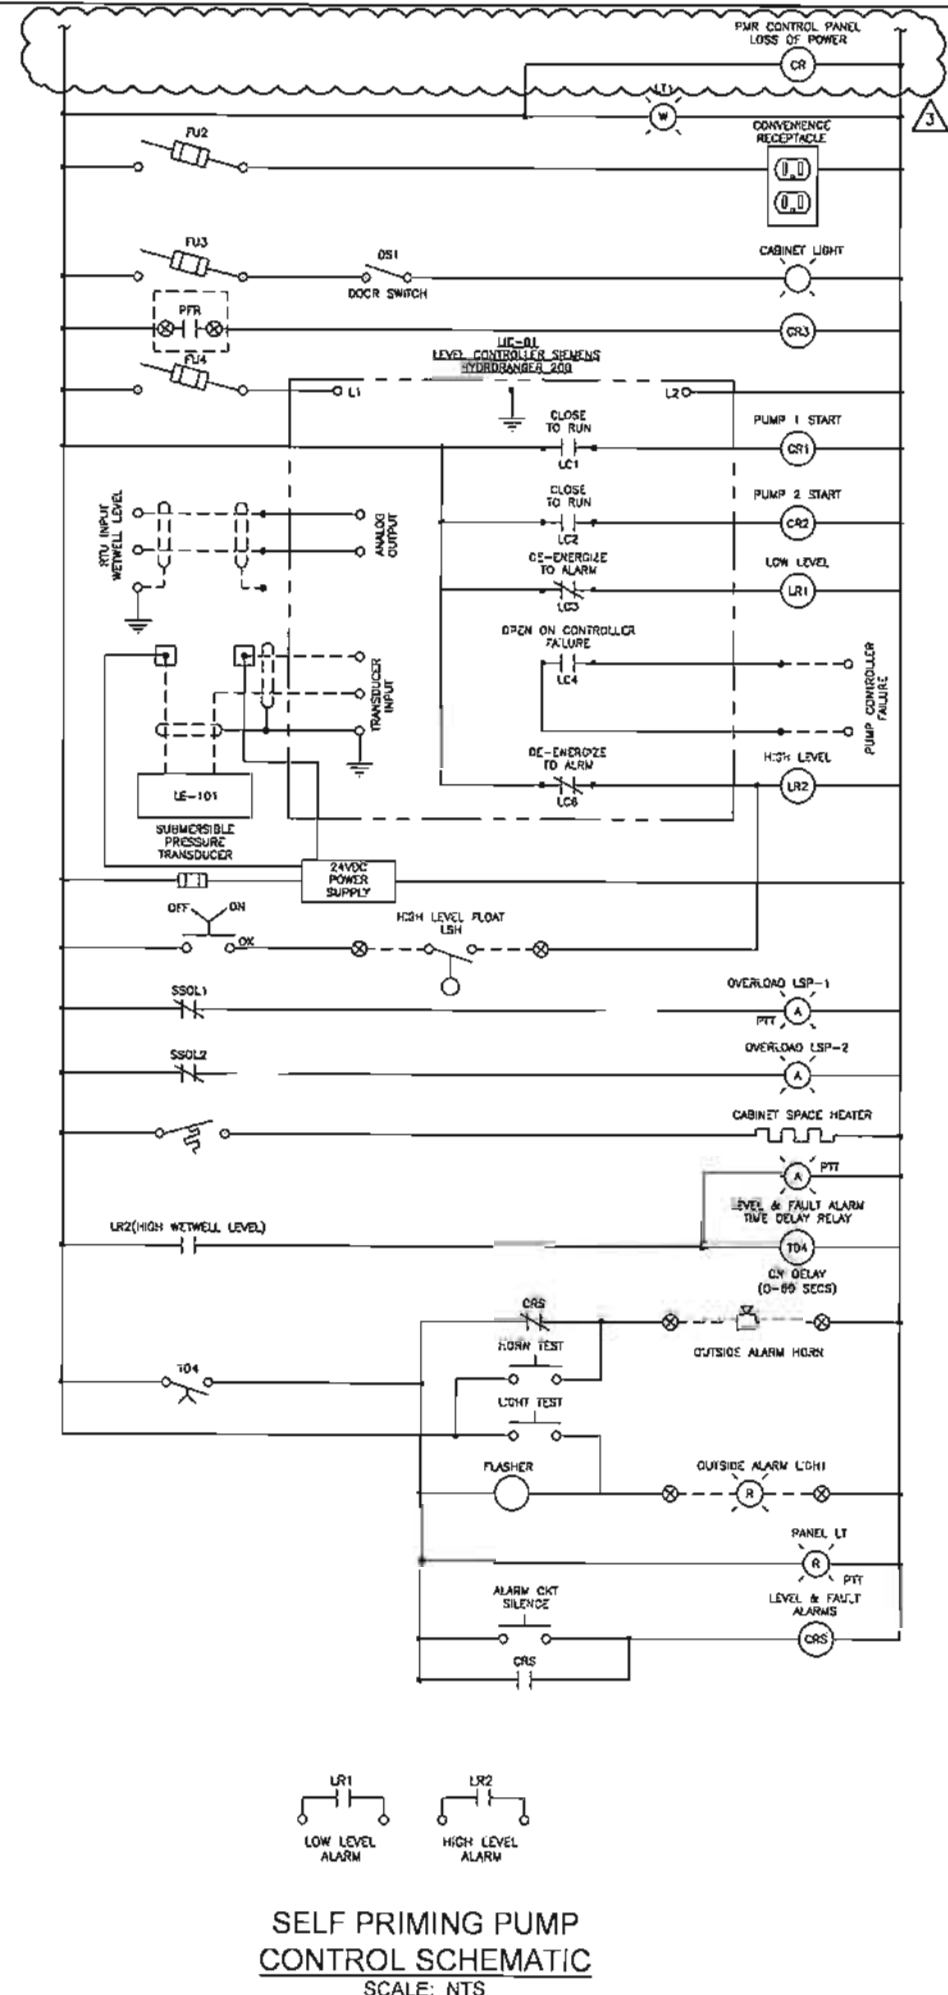 PWR CONTROL PANEL
LOSS OF POWER
CR
LT1
W
3
CONVENIENCE
RECEPTACLE
FU2
FU3
DS1
DOOR SWITCH
CABINET LIGHT
PFR
CR3
LIC-01
LEVEL CONTROLLER SIEMENS
HYDRORANGER 200
FU4
L1
L2
CLOSE
TO RUN
LC1
PUMP 1 START
CR1
CLOSE
TO RUN
LC2
PUMP 2 START
CR2
RTU INPUT
WETWELL LEVEL
ANALOG
OUTPUT
DE-ENERGIZE
TO ALARM
LC3
LOW LEVEL
LR1
OPEN ON CONTROLLER
FAILURE
LC4
PUMP CONTROLLER
FAILURE
TRANSDUCER
INPUT
DE-ENERGIZE
TO ALRM
LC6
HIGH LEVEL
LR2
LE-101
SUBMERSIBLE
PRESSURE
TRANSDUCER
24VDC
POWER
SUPPLY
OFF
ON
OX
HIGH LEVEL FLOAT
LSH
SSOL1
OVERLOAD LSP-1
PTT
A
SSOL2
OVERLOAD LSP-2
A
CABINET SPACE HEATER
A
PTT
LEVEL & FAULT ALARM
TIME DELAY RELAY
LR2(HIGH WETWELL LEVEL)
TD4
ON DELAY
(0-60 SECS)
CR5
HORN TEST
OUTSIDE ALARM HORN
TD4
LIGHT TEST
FLASHER
OUTSIDE ALARM LIGHT
R
PANEL LT
R
PTT
ALARM CKT
SILENCE
LEVEL & FAULT
ALARMS
CR5
CR5
LR1
LOW LEVEL
ALARM
LR2
HIGH LEVEL
ALARM
SELF PRIMING PUMP
CONTROL SCHEMATIC
SCALE: NTS